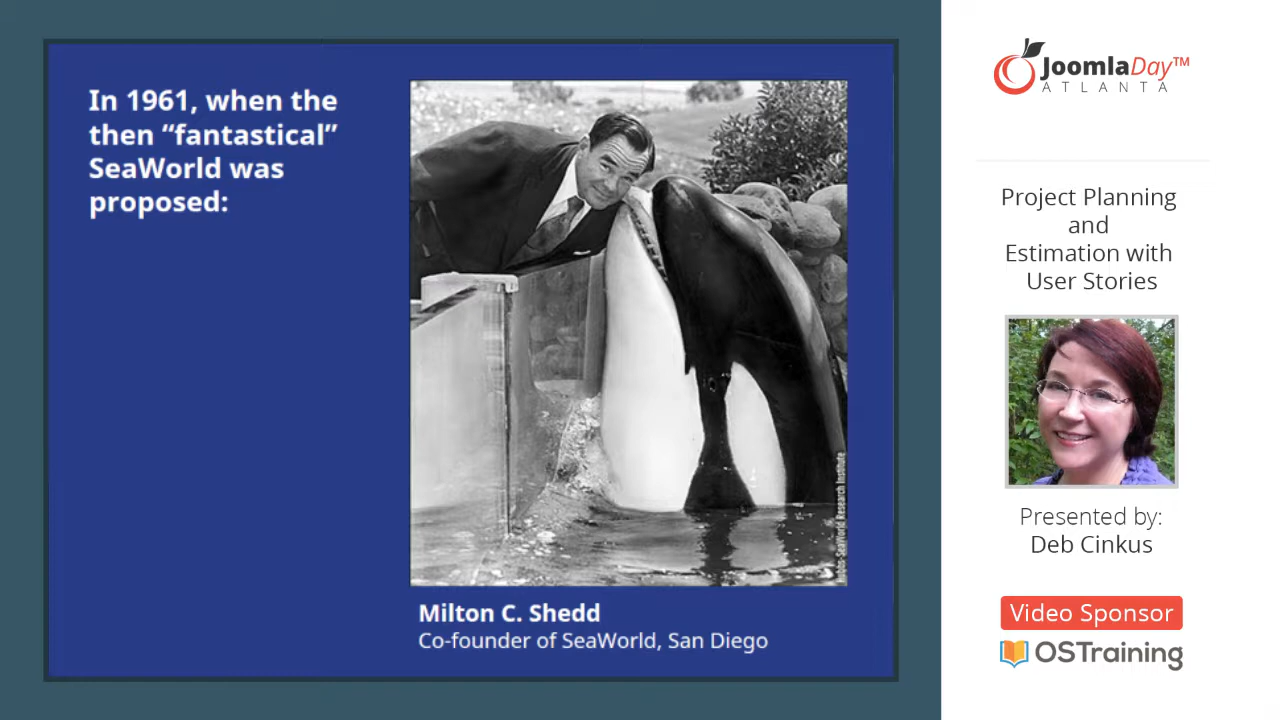 In 1961, when the
then “fantastical”
SeaWorld was
proposed:
Milton C. Shedd
Co-founder of SeaWorld, San Diego
JoomlaDay™
ATLANTA
Project Planning
and
Estimation with
User Stories
Presented by:
Deb Cinkus
Video Sponsor
OSTraining